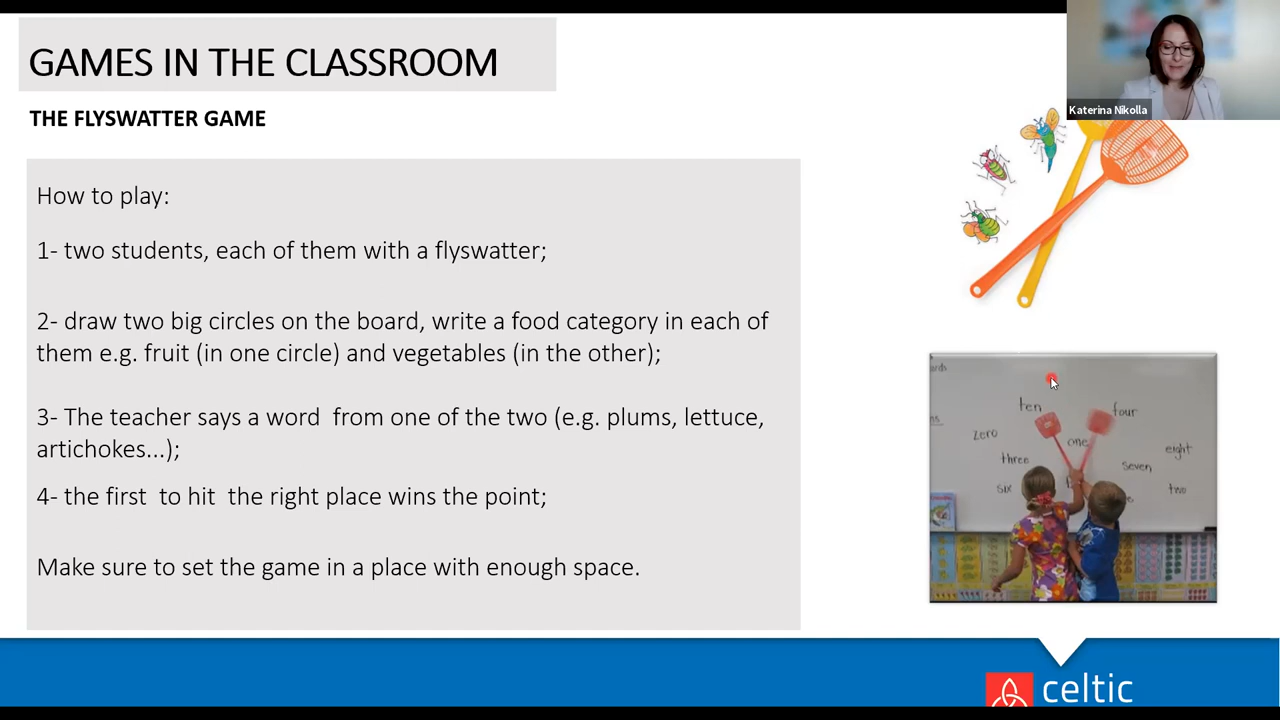 GAMES IN THE CLASSROOM
Katerina Nikolla
THE FLYSWATTER GAME
How to play:
1- two students, each of them with a flyswatter;
2- draw two big circles on the board, write a food category in each of
them e.g. fruit (in one circle) and vegetables (in the other);
3- The teacher says a word from one of the two (e.g. plums, lettuce,
artichokes...);
4- the first to hit the right place wins the point;
Make sure to set the game in a place with enough space.
ten
four
zero
one
eight
three
seven
six
two
celtic